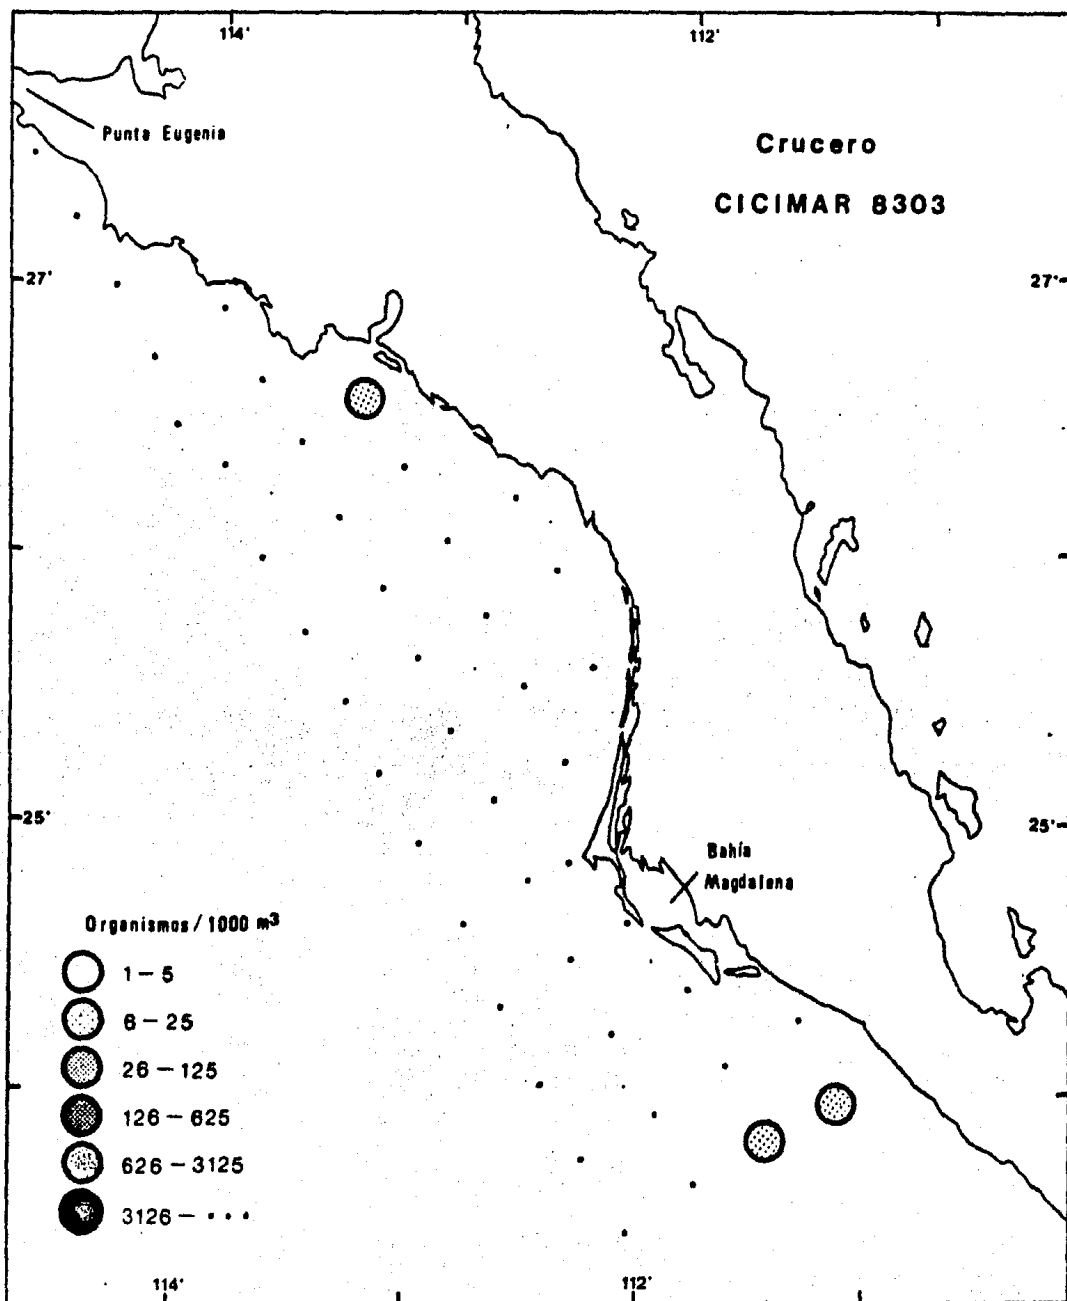 114°
112°
Punta Eugenia
Crucero
CICIMAR 8303
27°
27°
25°
25°
Bahía
Magdalena
Organismos / 1000 m³
1 – 5
6 – 25
26 – 125
126 – 625
626 – 3125
3126 – • • •
114°
112°